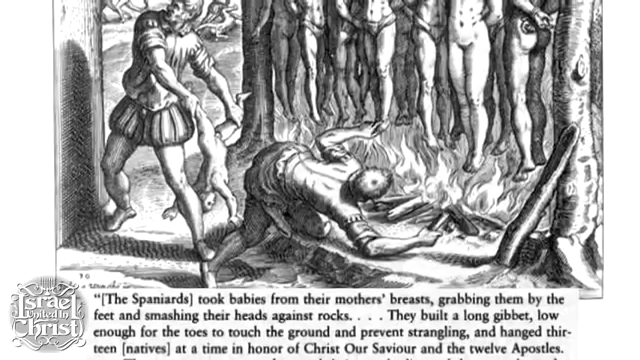 Israel
United In
Christ
"[The Spaniards] took babies from their mothers' breasts, grabbing them by the
feet and smashing their heads against rocks. . . . They built a long gibbet, low
enough for the toes to touch the ground and prevent strangling, and hanged thir-
teen [natives] at a time in honor of Christ Our Saviour and the twelve Apostles.